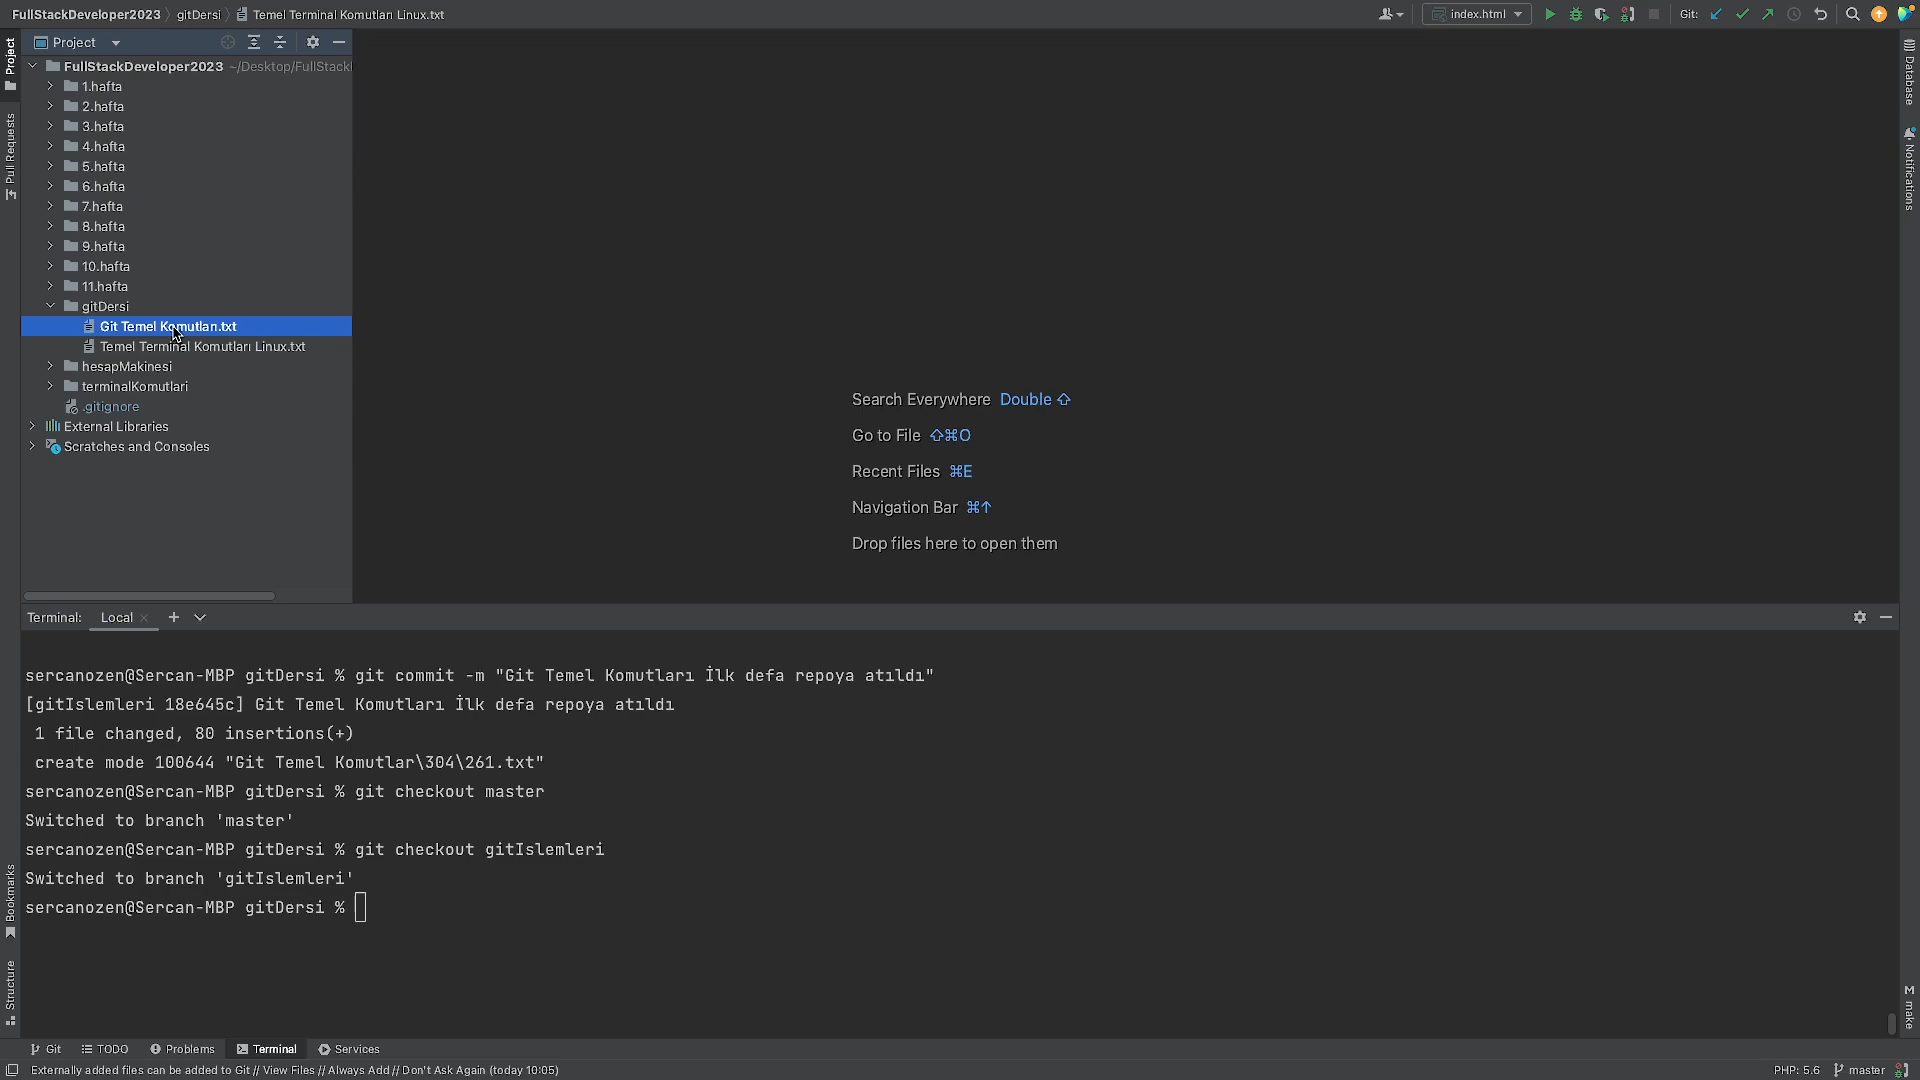 FullStackDeveloper2023 gitDersi Temel Terminal Komutları Linux.txt
index.html
Git:
Project
FullStackDeveloper2023 ~/Desktop/FullStack
1.hafta
2.hafta
3.hafta
4.hafta
5.hafta
6.hafta
7.hafta
8.hafta
9.hafta
10.hafta
11.hafta
gitDersi
Git Temel Komutları.txt
Temel Terminal Komutları Linux.txt
hesapMakinesi
terminalKomutlari
.gitignore
External Libraries
Scratches and Consoles
Project
Pull Requests
Bookmarks
Structure
Search Everywhere Double ⇧
Go to File ⇧⌘O
Recent Files ⌘E
Navigation Bar ⌘↑
Drop files here to open them
Database
Notifications
M make
Terminal: Local
sercanozen@Sercan-MBP gitDersi % git commit -m "Git Temel Komutları İlk defa repoya atıldı"
[gitIslemleri 18e645c] Git Temel Komutları İlk defa repoya atıldı
1 file changed, 80 insertions(+)
create mode 100644 "Git Temel Komutlar\304\261.txt"
sercanozen@Sercan-MBP gitDersi % git checkout master
Switched to branch 'master'
sercanozen@Sercan-MBP gitDersi % git checkout gitIslemleri
Switched to branch 'gitIslemleri'
sercanozen@Sercan-MBP gitDersi %
Git TODO Problems Terminal Services
Externally added files can be added to Git // View Files // Always Add // Don't Ask Again (today 10:05)
PHP: 5.6 master